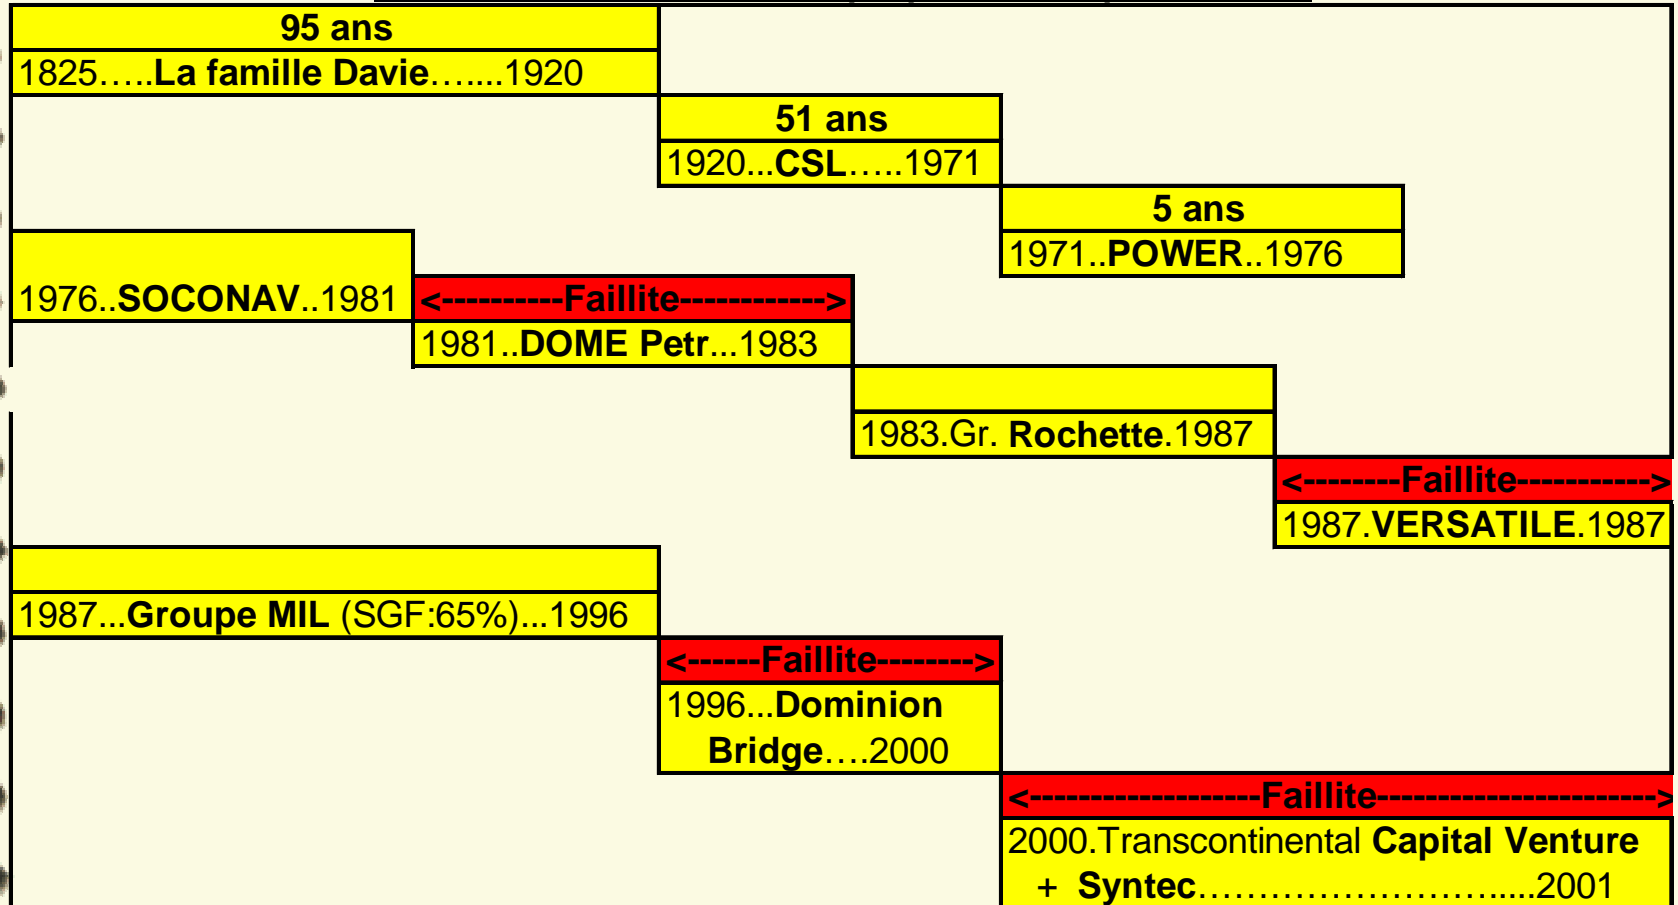 95 ans
1825…..La famille Davie…....1920
51 ans
1920...CSL…..1971
5 ans
1971..POWER..1976
1976..SOCONAV..1981
<----------Faillite------------>
1981..DOME Petr...1983
1983.Gr. Rochette.1987
<--------Faillite----------->
1987.VERSATILE.1987
1987...Groupe MIL (SGF:65%)...1996
<------Faillite-------->
1996...Dominion
Bridge….2000
<-------------------Faillite----------------------->
2000.Transcontinental Capital Venture
+ Syntec…………………….....2001